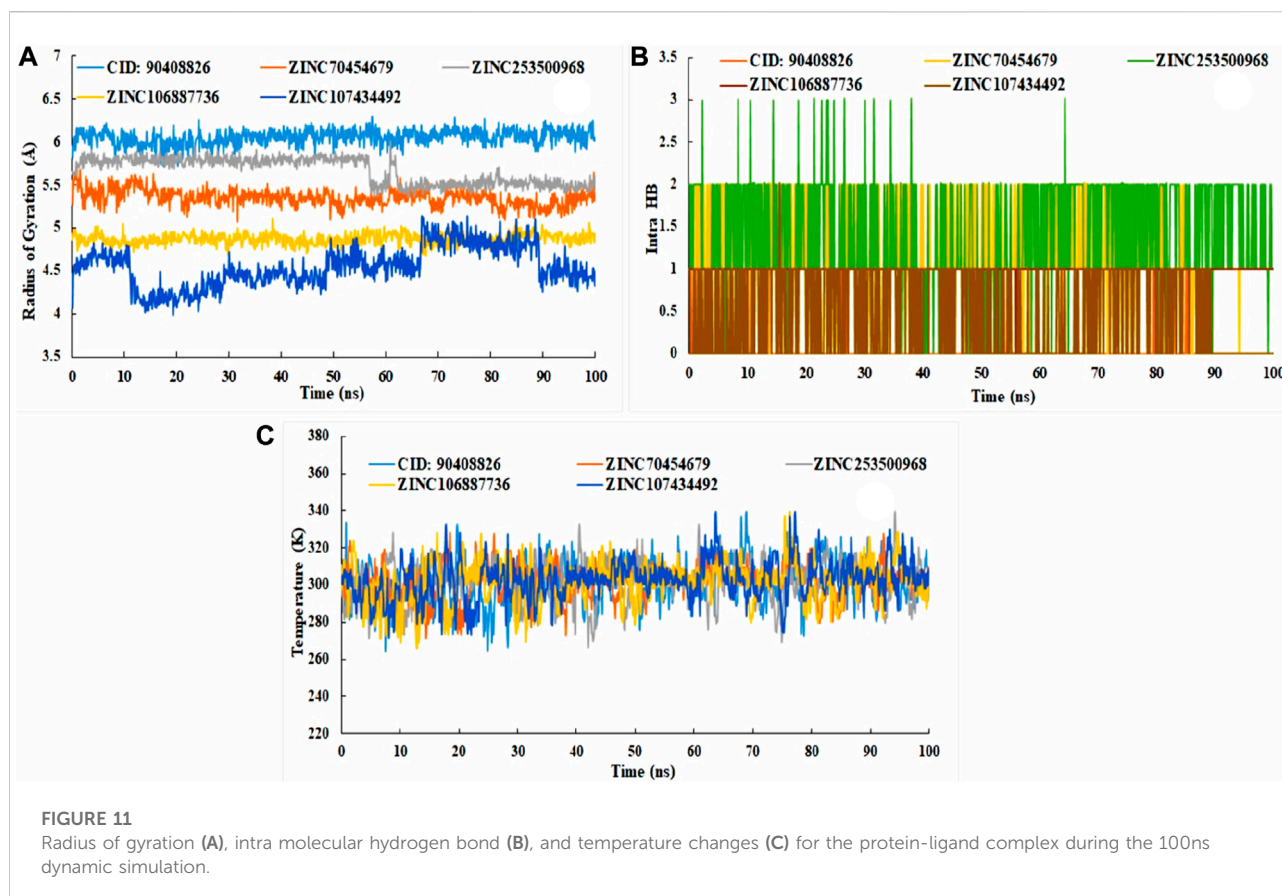 A
CID: 90408826 ZINC70454679 ZINC253500968
ZINC106887736 ZINC107434492
Radius of Gyration (Å)
7
6.5
6
5.5
5
4.5
4
3.5
0 10 20 30 40 50 60 70 80 90 100
Time (ns)
B
CID: 90408826 ZINC70454679 ZINC253500968
ZINC106887736 ZINC107434492
Intra HB
3.5
3
2.5
2
1.5
1
0.5
0
0 10 20 30 40 50 60 70 80 90 100
Time (ns)
C
CID: 90408826 ZINC70454679 ZINC253500968
ZINC106887736 ZINC107434492
Temperature (K)
380
360
340
320
300
280
260
240
220
0 10 20 30 40 50 60 70 80 90 100
Time (ns)
FIGURE 11
Radius of gyration (A), intra molecular hydrogen bond (B), and temperature changes (C) for the protein-ligand complex during the 100ns
dynamic simulation.